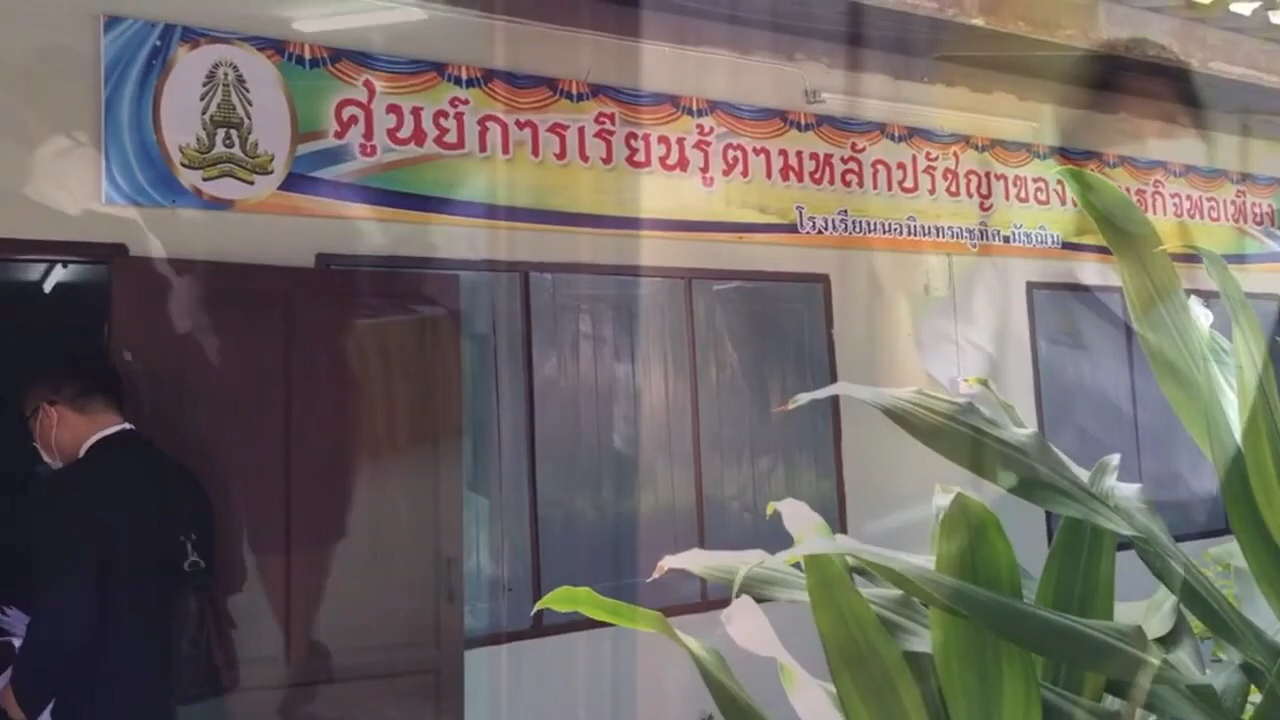 ศูนย์การเรียนรู้ตามหลักปรัชญาของ
โรงเรียนนวมินทราชูทิศ มัชฌิม